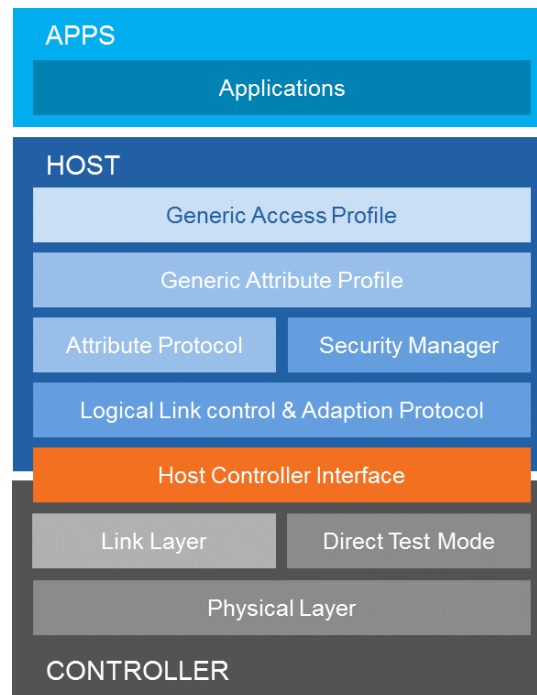 APPS
Applications
HOST
Generic Access Profile
Generic Attribute Profile
Attribute Protocol
Security Manager
Logical Link control & Adaption Protocol
Host Controller Interface
Link Layer
Direct Test Mode
Physical Layer
CONTROLLER